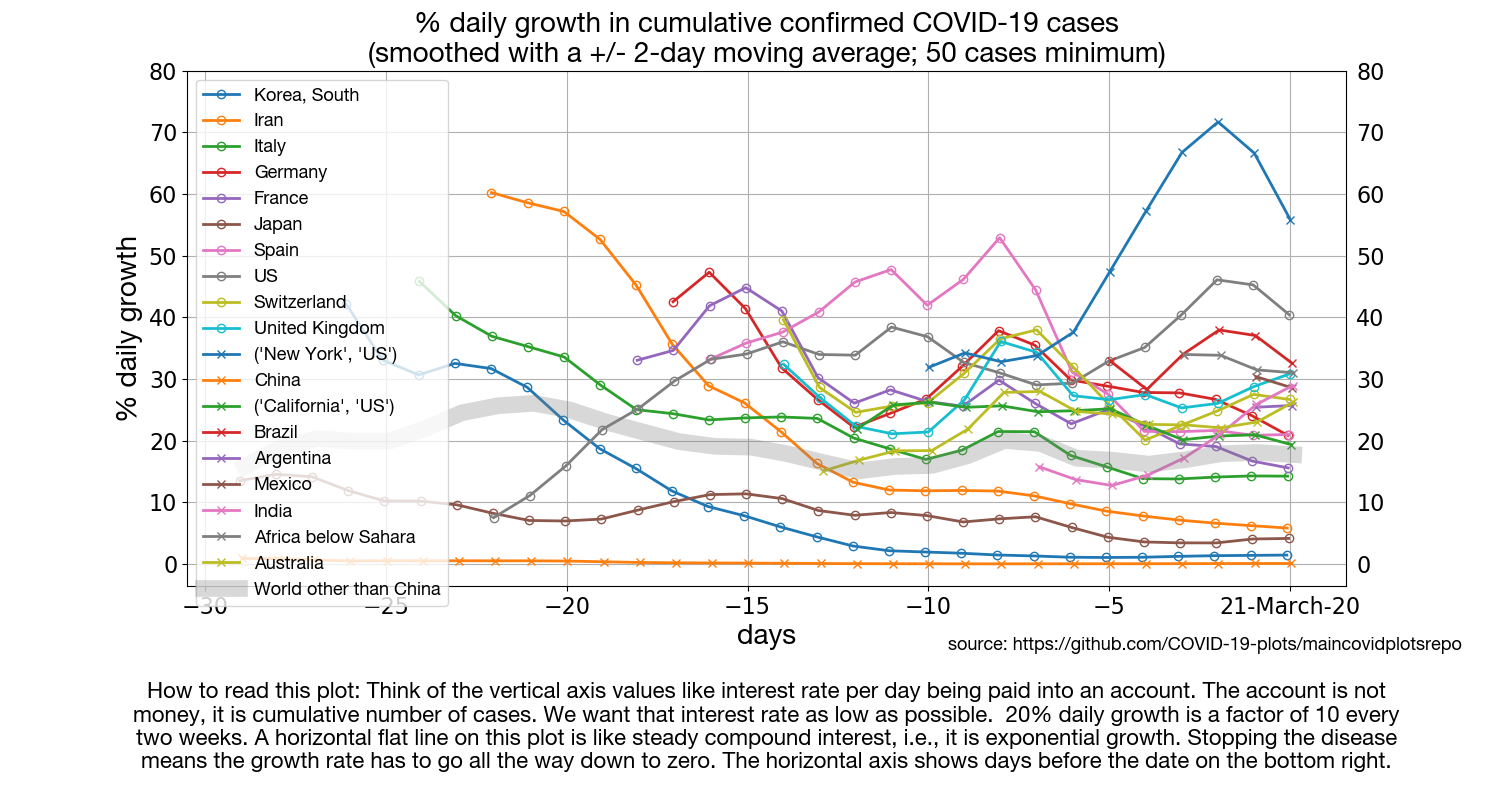 % daily growth in cumulative confirmed COVID-19 cases
(smoothed with a +/- 2-day moving average; 50 cases minimum)
% daily growth
80
70
60
50
40
30
20
10
0
Korea, South
Iran
Italy
Germany
France
Japan
Spain
US
Switzerland
United Kingdom
('New York', 'US')
China
('California', 'US')
Brazil
Argentina
Mexico
India
Africa below Sahara
Australia
World other than China
80
70
60
50
40
30
20
10
0
−30 −25 −20 −15 −10 −5 21-March-20
days
source: https://github.com/COVID-19-plots/maincovidplotsrepo
How to read this plot: Think of the vertical axis values like interest rate per day being paid into an account. The account is not
money, it is cumulative number of cases. We want that interest rate as low as possible.  20% daily growth is a factor of 10 every
two weeks. A horizontal flat line on this plot is like steady compound interest, i.e., it is exponential growth. Stopping the disease
means the growth rate has to go all the way down to zero. The horizontal axis shows days before the date on the bottom right.